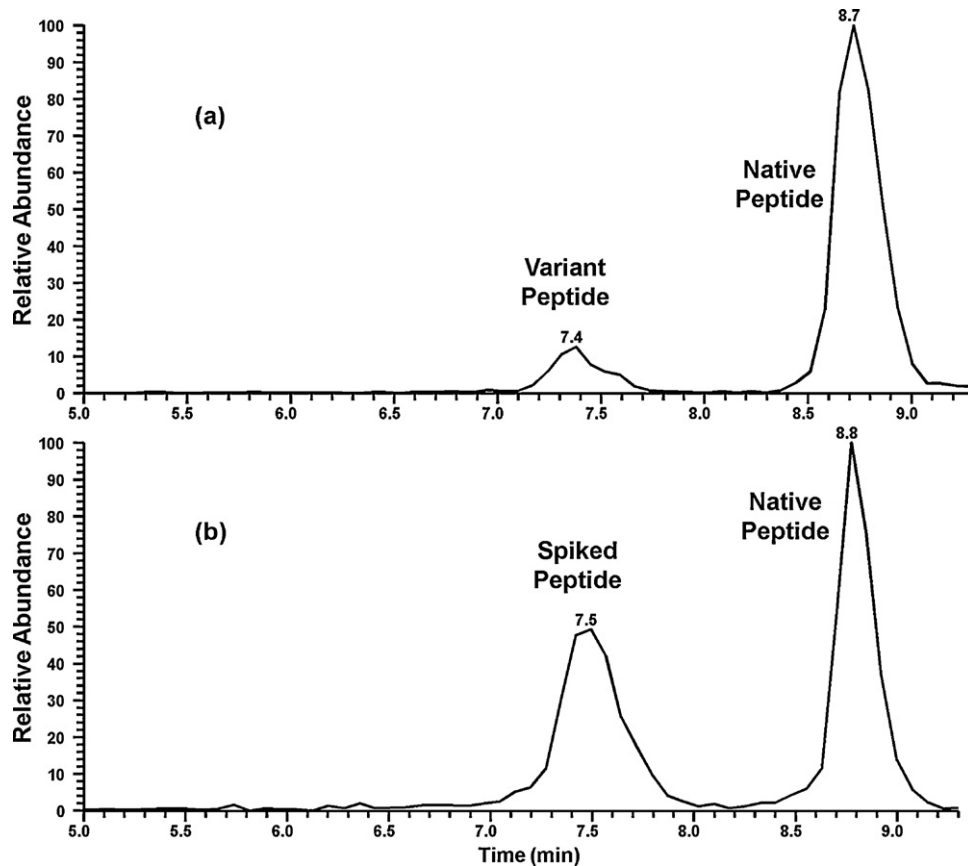 100
90
80
70
60
50
40
30
20
10
0
Relative Abundance
(a)
8.7
Native
Peptide
Variant
Peptide
7.4
5.0 5.5 6.0 6.5 7.0 7.5 8.0 8.5 9.0
100
90
80
70
60
50
40
30
20
10
0
Relative Abundance
(b)
8.8
Native
Peptide
Spiked
Peptide
7.5
5.0 5.5 6.0 6.5 7.0 7.5 8.0 8.5 9.0
Time (min)